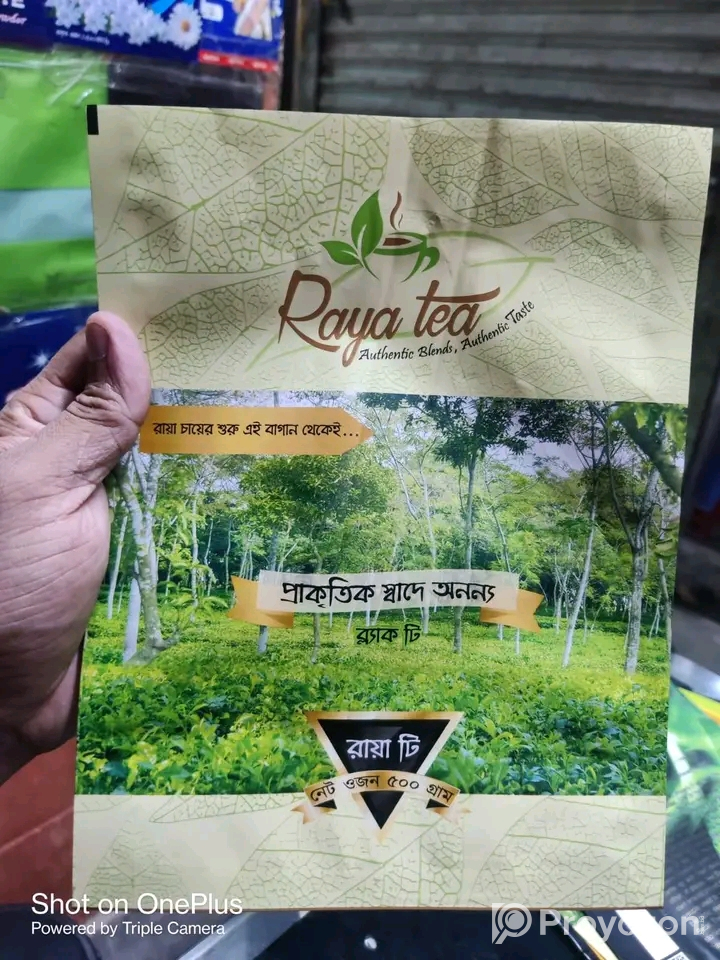 Raya tea
Authentic Blends, Authentic Taste
রায়া চায়ের শুরু এই বাগান থেকেই...
প্রাকৃতিক স্বাদে অনন্য
ব্ল্যাক টি
রায়া টি
নেট ওজন ৫০০ গ্রাম
Shot on OnePlus
Powered by Triple Camera